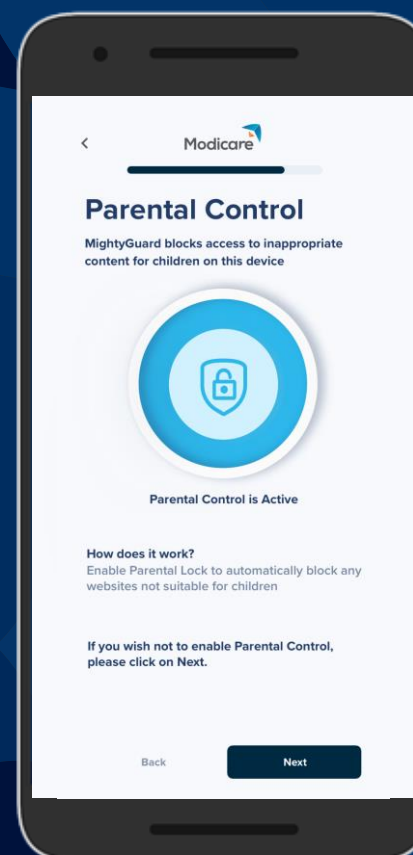 Modicare
Parental Control
MightyGuard blocks access to inappropriate
content for children on this device
Parental Control is Active
How does it work?
Enable Parental Lock to automatically block any
websites not suitable for children
If you wish not to enable Parental Control,
please click on Next.
Back
Next